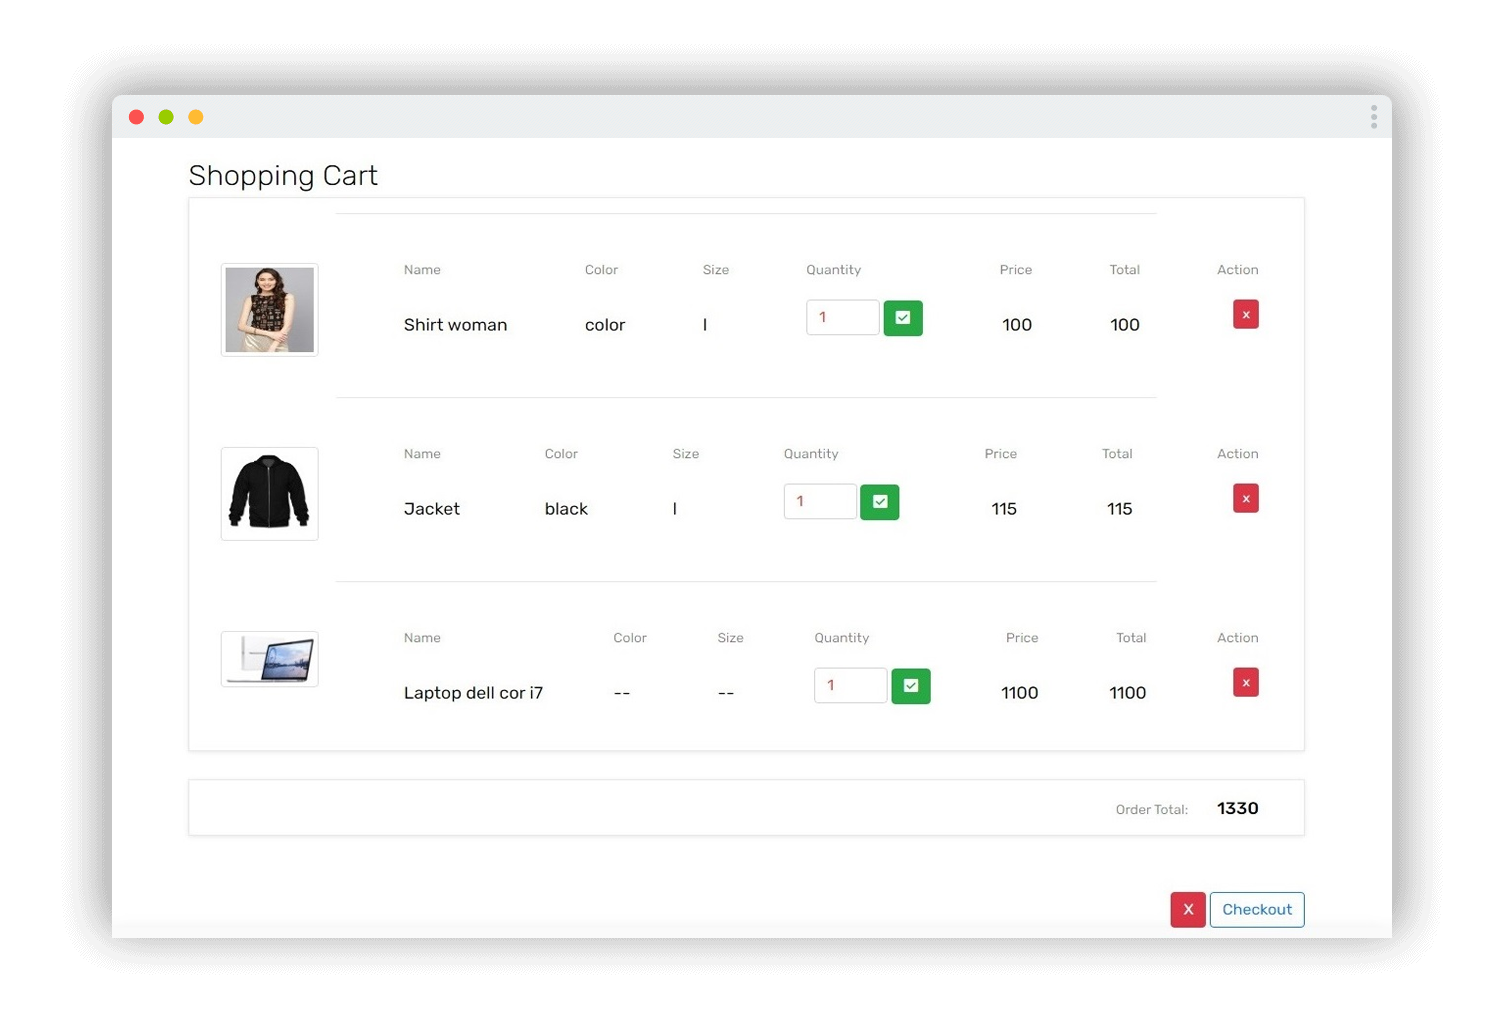 Shopping Cart
Name Color Size Quantity Price Total Action
Shirt woman color l 1 100 100 x
Name Color Size Quantity Price Total Action
Jacket black l 1 115 115 x
Name Color Size Quantity Price Total Action
Laptop dell cor i7 -- -- 1 1100 1100 x
Order Total: 1330
X Checkout